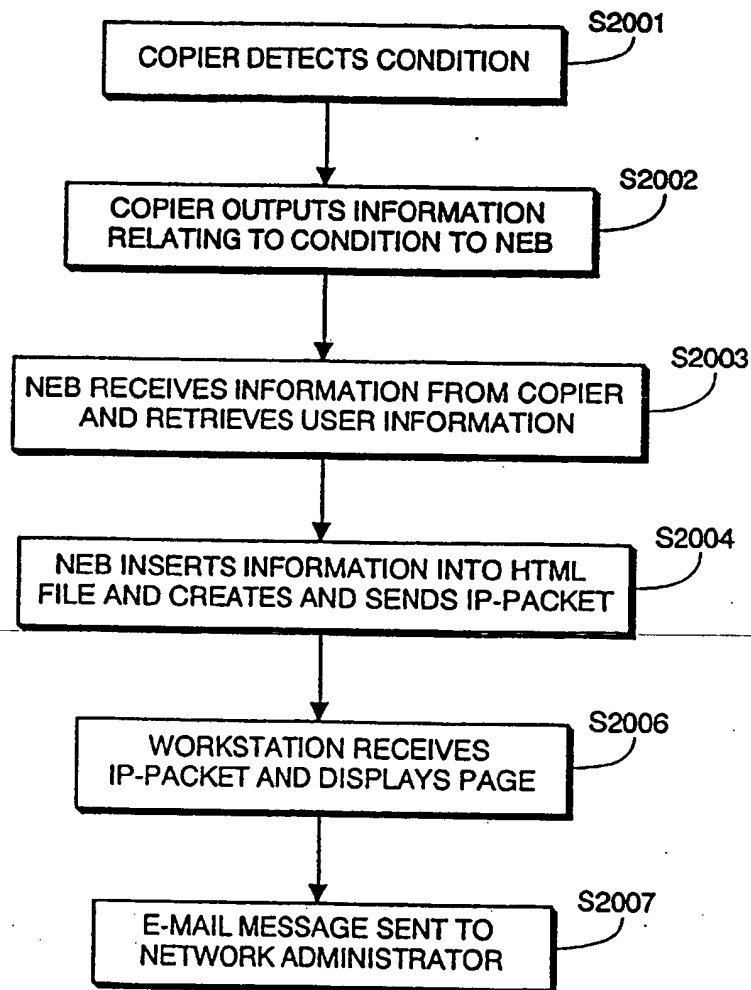 S2001
COPIER DETECTS CONDITION
S2002
COPIER OUTPUTS INFORMATION
RELATING TO CONDITION TO NEB
S2003
NEB RECEIVES INFORMATION FROM COPIER
AND RETRIEVES USER INFORMATION
S2004
NEB INSERTS INFORMATION INTO HTML
FILE AND CREATES AND SENDS IP-PACKET
S2006
WORKSTATION RECEIVES
IP-PACKET AND DISPLAYS PAGE
S2007
E-MAIL MESSAGE SENT TO
NETWORK ADMINISTRATOR